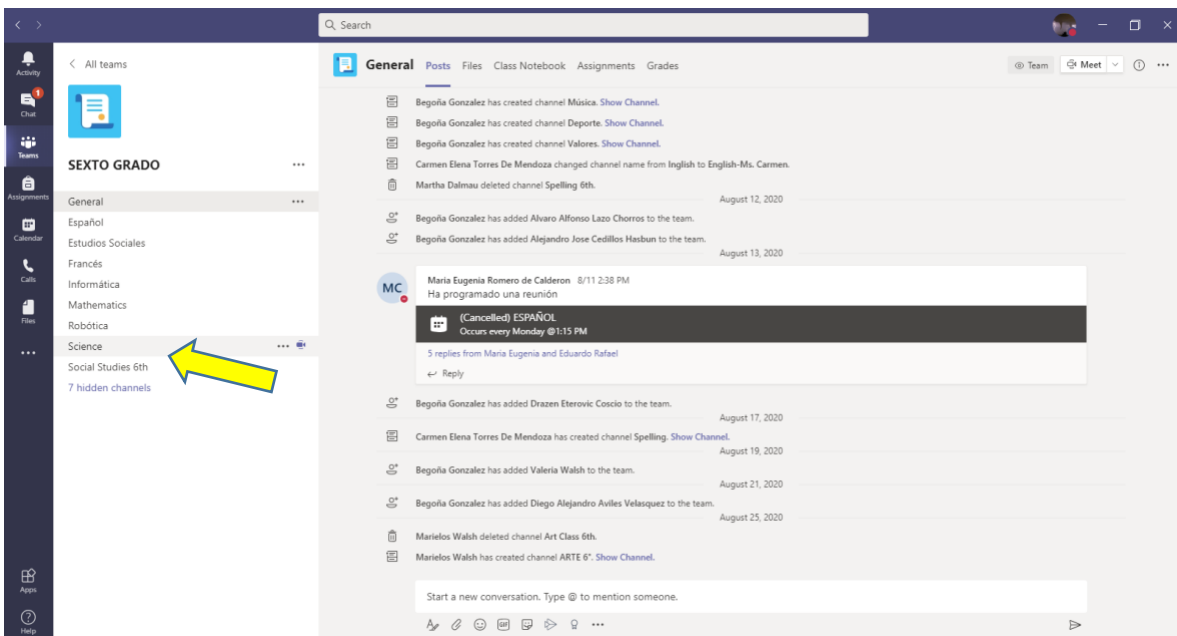 Search
Activity
Chat
1
Teams
Assignments
Calendar
Calls
Files
Apps
Help
All teams
SEXTO GRADO
General
Español
Estudios Sociales
Francés
Informática
Mathematics
Robótica
Science
Social Studies 6th
7 hidden channels
General Posts Files Class Notebook Assignments Grades
Team Meet
Begoña Gonzalez has created channel Música. Show Channel.
Begoña Gonzalez has created channel Deporte. Show Channel.
Begoña Gonzalez has created channel Valores. Show Channel.
Carmen Elena Torres De Mendoza changed channel name from Inglish to English-Ms. Carmen.
Martha Dalmau deleted channel Spelling 6th.
August 12, 2020
Begoña Gonzalez has added Alvaro Alfonso Lazo Chorros to the team.
Begoña Gonzalez has added Alejandro Jose Cedillos Hasbun to the team.
August 13, 2020
MC
Maria Eugenia Romero de Calderon 8/11 2:38 PM
Ha programado una reunión
(Cancelled) ESPAÑOL
Occurs every Monday @1:15 PM
5 replies from Maria Eugenia and Eduardo Rafael
Reply
Begoña Gonzalez has added Drazen Eterovic Coscio to the team.
August 17, 2020
Carmen Elena Torres De Mendoza has created channel Spelling. Show Channel.
August 19, 2020
Begoña Gonzalez has added Valeria Walsh to the team.
August 21, 2020
Begoña Gonzalez has added Diego Alejandro Aviles Velasquez to the team.
August 25, 2020
Marielos Walsh deleted channel Art Class 6th.
Marielos Walsh has created channel ARTE 6°. Show Channel.
Start a new conversation. Type @ to mention someone.
GIF